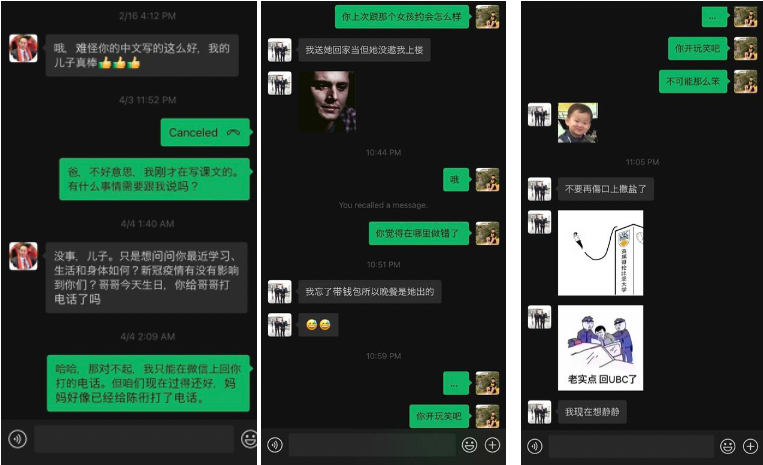 2/16 4:12 PM
哦，难怪你的中文写的这么好，我的
儿子真棒👍👍👍
4/3 11:52 PM
Canceled
爸，不好意思，我刚才在写课文的。
有什么事情需要跟我说吗？
4/4 1:40 AM
没事，儿子。只是想问问你最近学习、
生活和身体如何？新冠疫情有没有影响
到你们？哥哥今天生日，你给哥哥打
电话了吗
4/4 2:09 AM
哈哈，那对不起，我只能在微信上回你
打的电话。但咱们现在过得还好，妈
妈好像已经给陈衎打了电话。
你上次跟那个女孩约会怎么样
我送她回家当但她没邀我上楼
10:44 PM
哦
You recalled a message.
你觉得在哪里做错了
10:51 PM
我忘了带钱包所以晚餐是她出的
😅😅
10:59 PM
...
你开玩笑吧
...
你开玩笑吧
不可能那么笨
11:05 PM
不要再傷口上撒盐了
英属哥伦比亚大学
老实点 回UBC了
我现在想静静